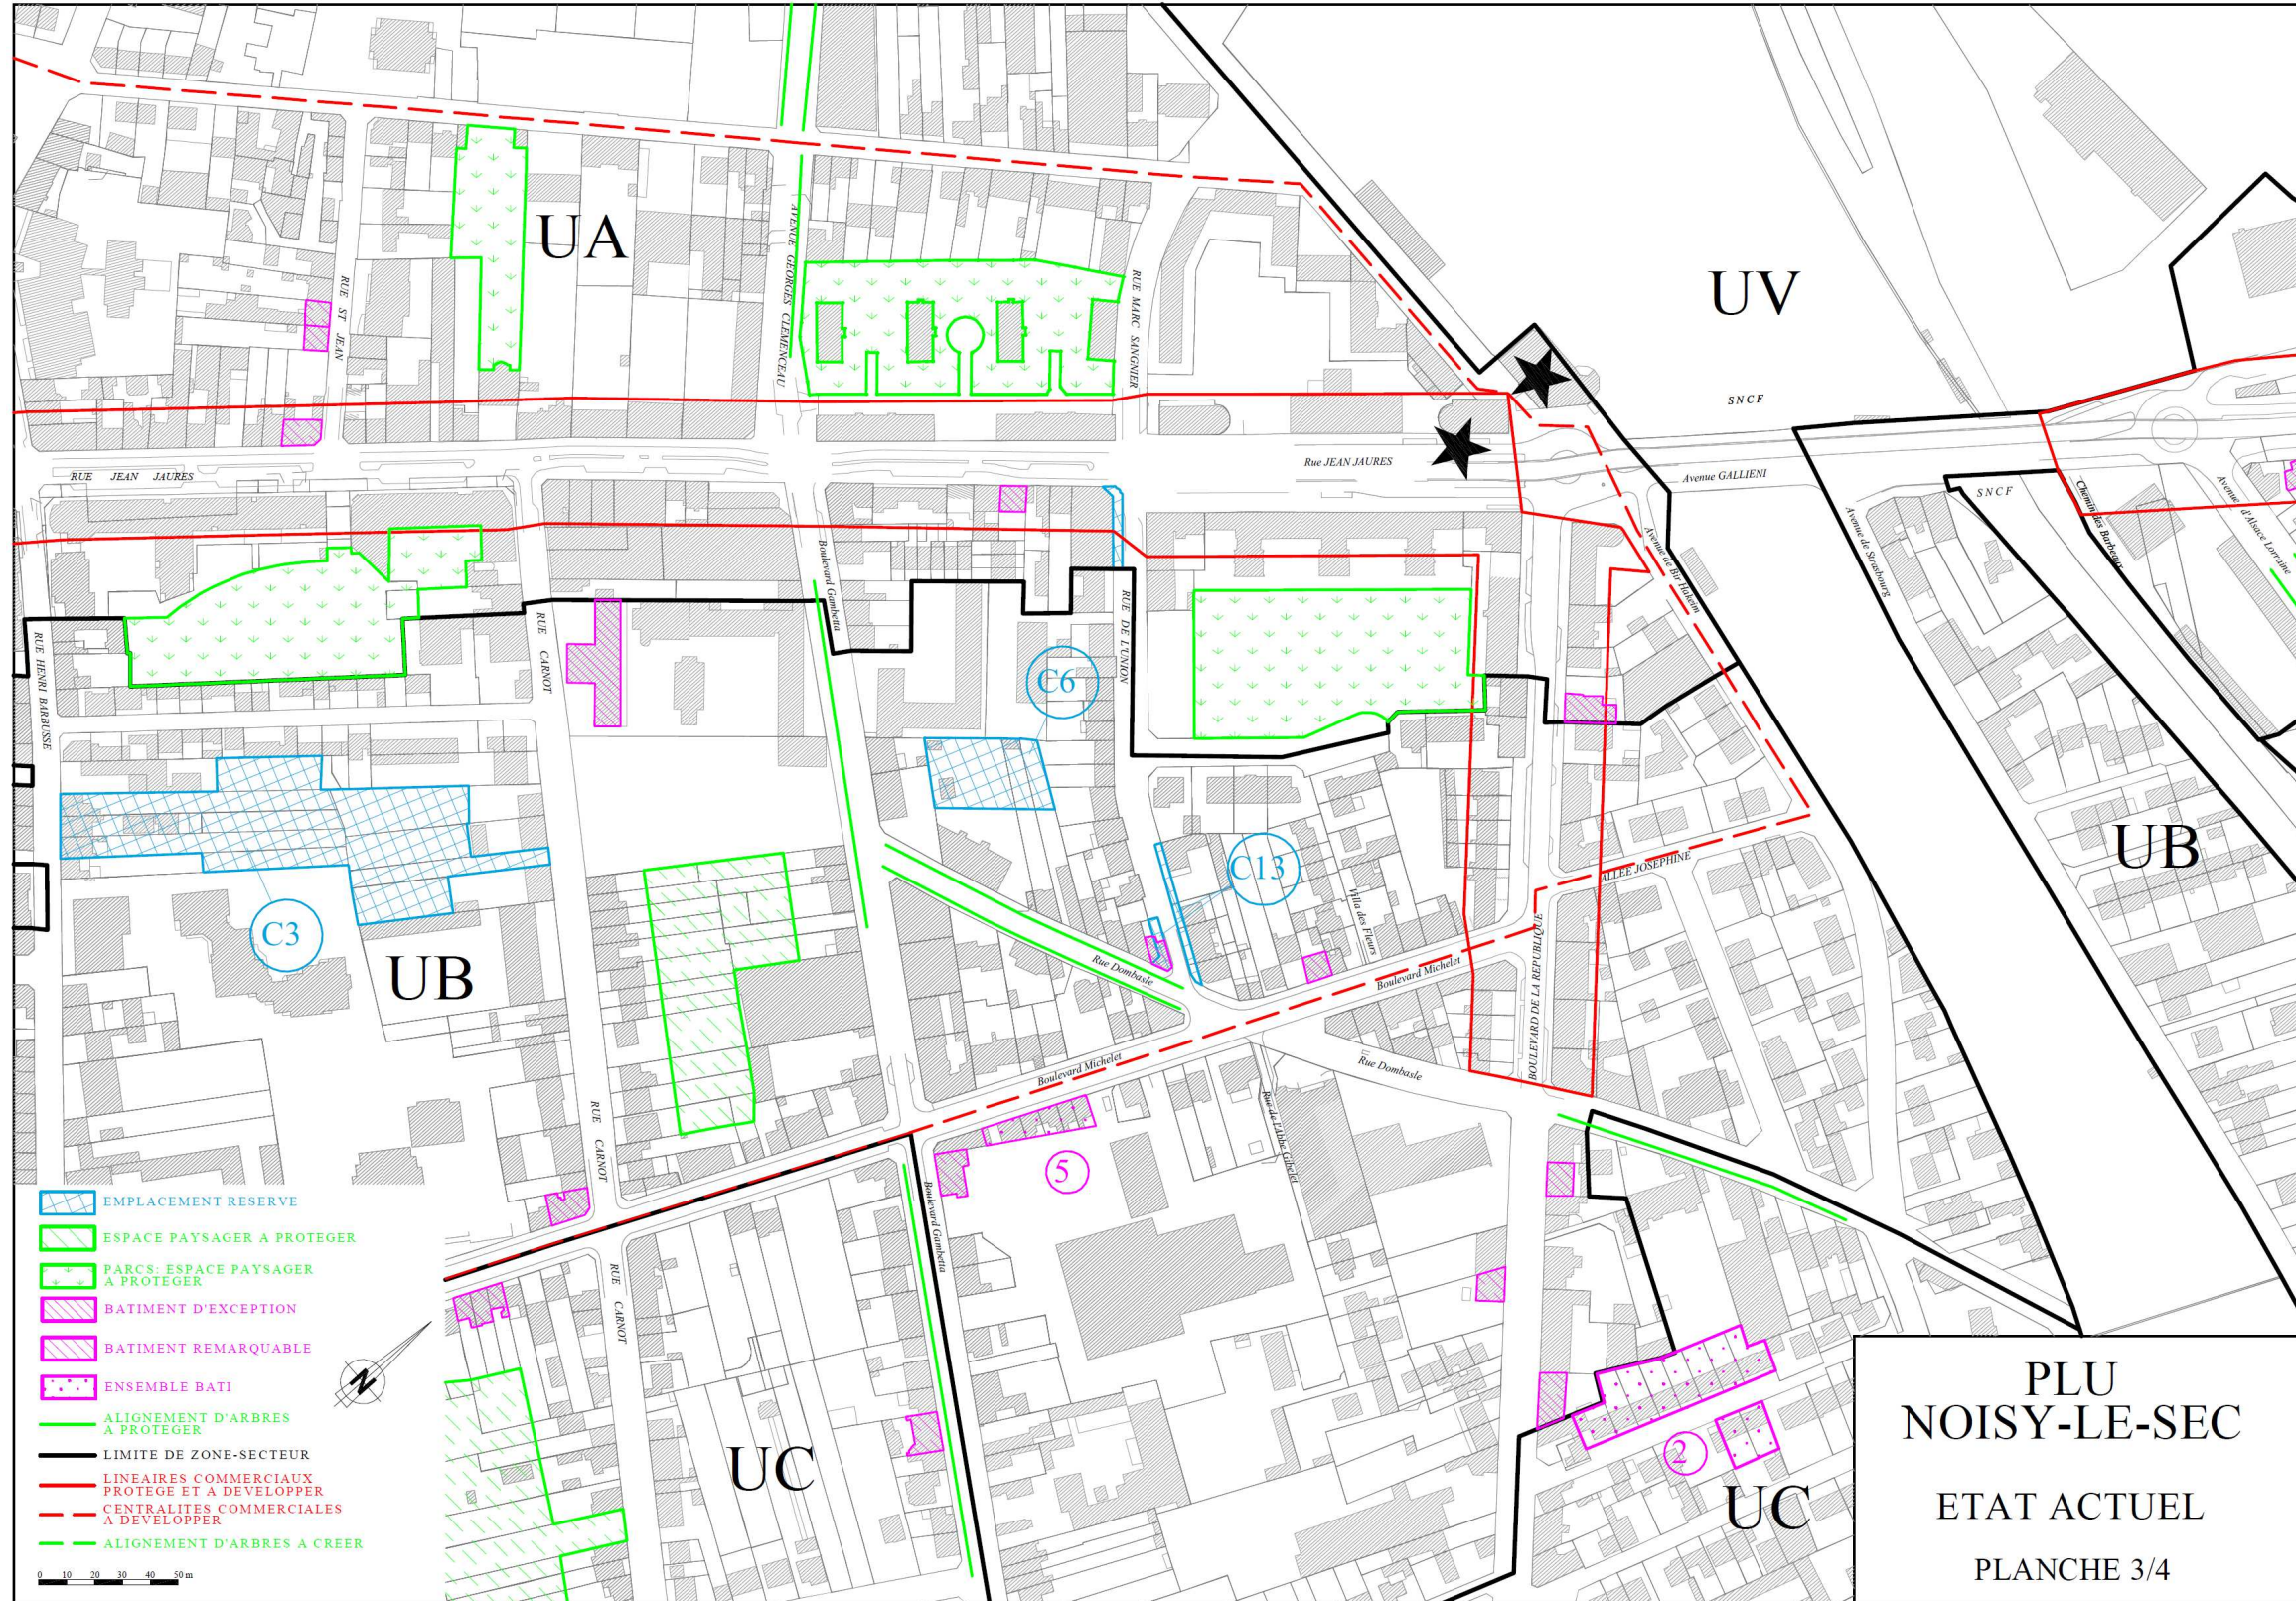 UA
UV
AVENUE GEORGES CLEMENCEAU
RUE ST JEAN
RUE MARC SANGNIER
SNCF
RUE JEAN JAURES
Rue JEAN JAURES
Avenue GALLIENI
SNCF
Chemin des Barbeaux
Avenue d'Alsace Lorraine
Avenue de Strasbourg
Avenue de Bir Hakeim
Boulevard Gambetta
RUE HENRI BARBUSSE
RUE CARNOT
RUE DE L'UNION
C6
UB
C13
ALLEE JOSEPHINE
Villa des Fleurs
C3
UB
Rue Dombasle
Boulevard Michelet
BOULEVARD DE LA REPUBLIQUE
Boulevard Michelet
Rue Dombasle
RUE CARNOT
Rue de l'Abbe Gibelet
5
Boulevard Gambetta
RUE CARNOT
EMPLACEMENT RESERVE
ESPACE PAYSAGER A PROTEGER
PARCS: ESPACE PAYSAGER
A PROTEGER
BATIMENT D'EXCEPTION
BATIMENT REMARQUABLE
ENSEMBLE BATI
ALIGNEMENT D'ARBRES
A PROTEGER
LIMITE DE ZONE-SECTEUR
LINEAIRES COMMERCIAUX
PROTEGE ET A DEVELOPPER
CENTRALITES COMMERCIALES
A DEVELOPPER
ALIGNEMENT D'ARBRES A CREER
0 10 20 30 40 50 m
N
UC
2
UC
PLU
NOISY-LE-SEC
ETAT ACTUEL
PLANCHE 3/4